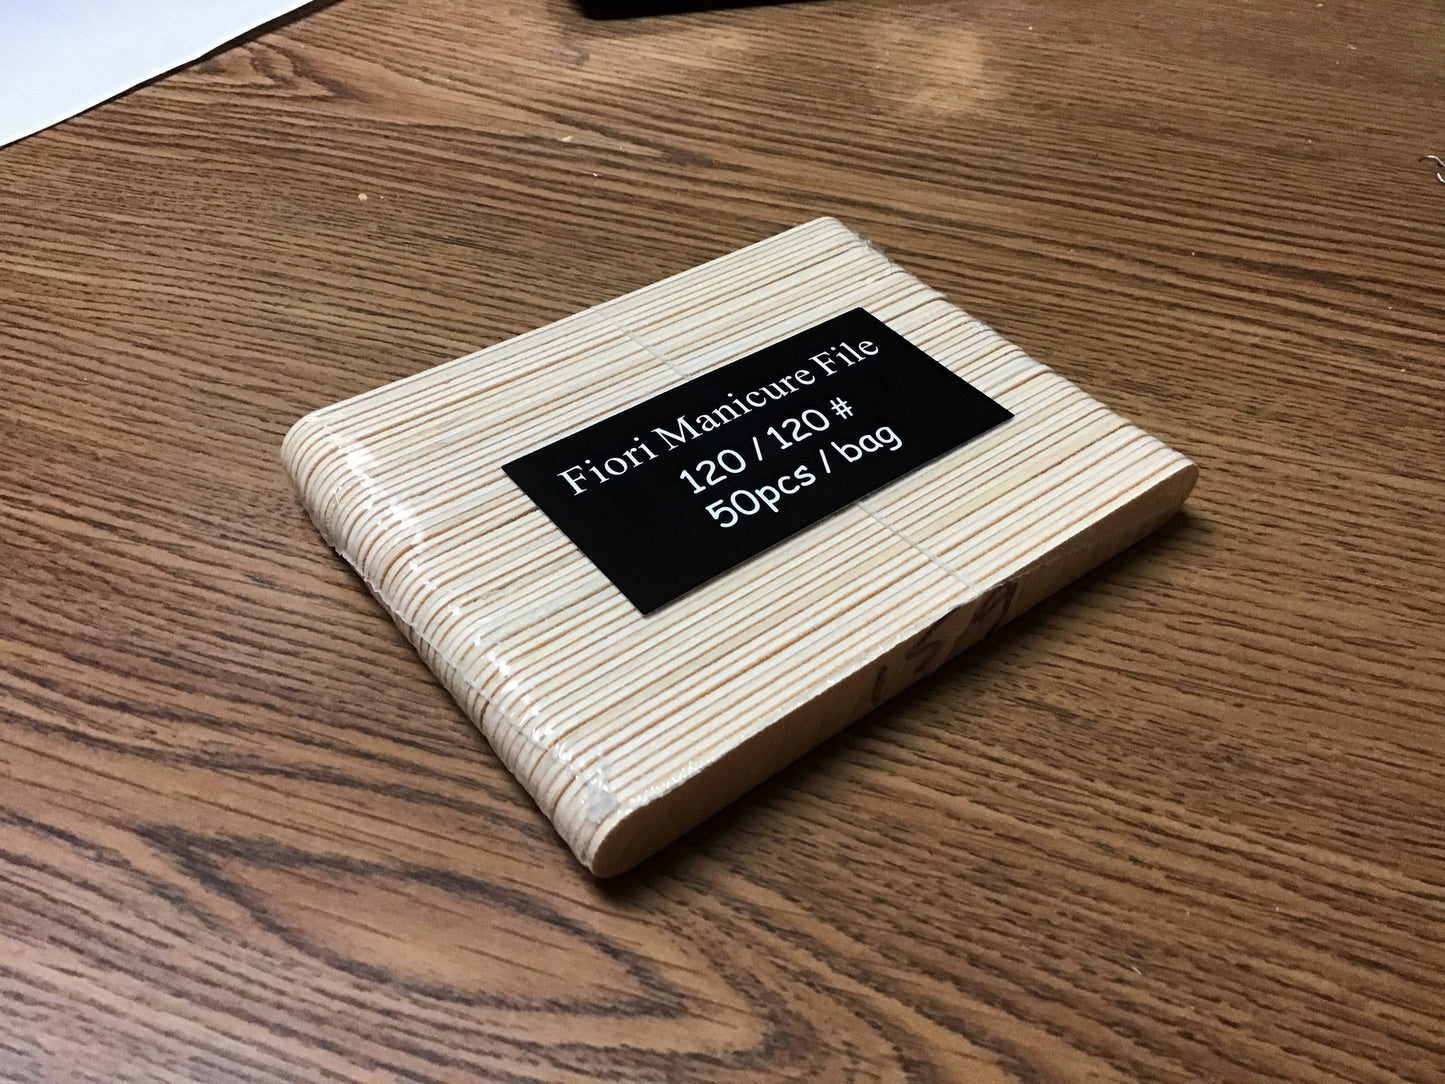 Fiori Manicure File
120 / 120 #
50pcs / bag